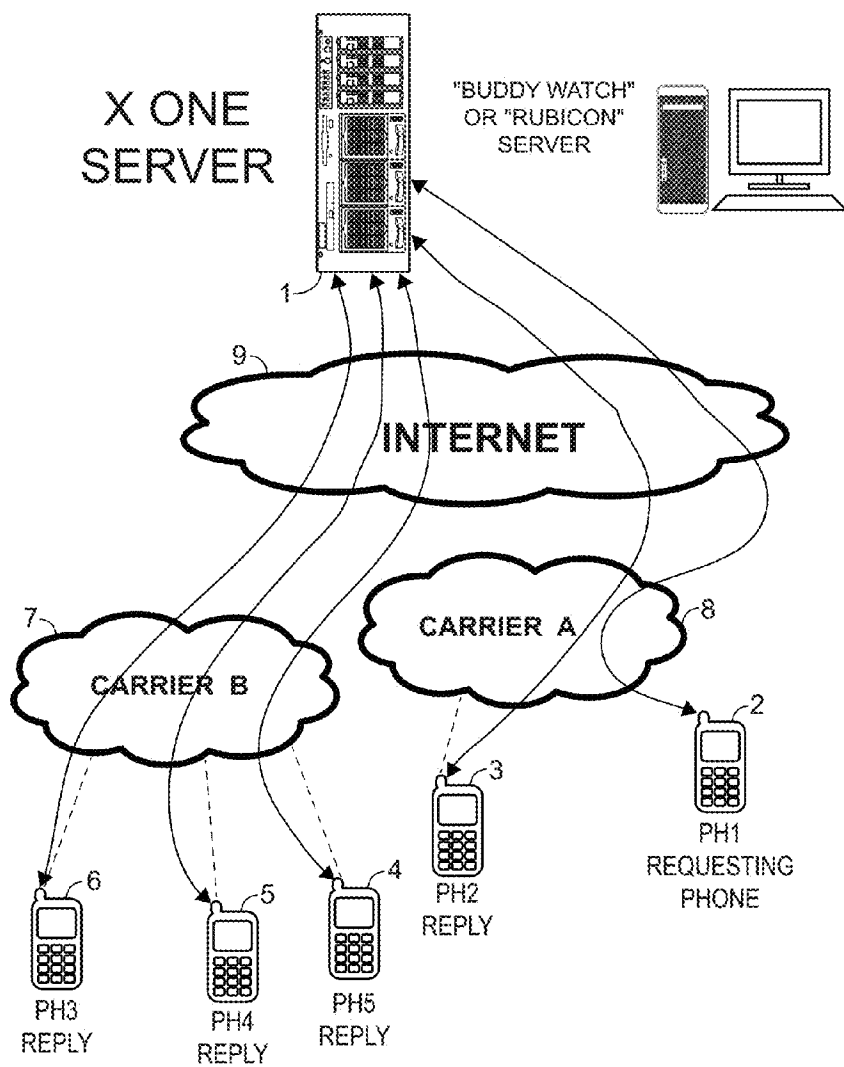 X ONE
SERVER
"BUDDY WATCH"
OR "RUBICON"
SERVER
1
9
INTERNET
7
CARRIER B
CARRIER A
8
2
3
PH1
REQUESTING
PHONE
PH2
REPLY
6
5
4
PH3
REPLY
PH4
REPLY
PH5
REPLY